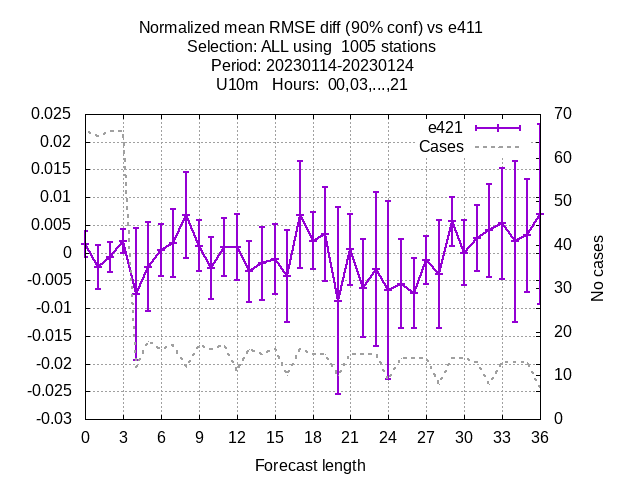 Normalized mean RMSE diff (90% conf) vs e411
Selection: ALL using  1005 stations
Period: 20230114-20230124
U10m   Hours:  00,03,...,21
e421
Cases
0.025
0.02
0.015
0.01
0.005
0
-0.005
-0.01
-0.015
-0.02
-0.025
-0.03
70
60
50
40
30
20
10
0
No cases
0 3 6 9 12 15 18 21 24 27 30 33 36
Forecast length